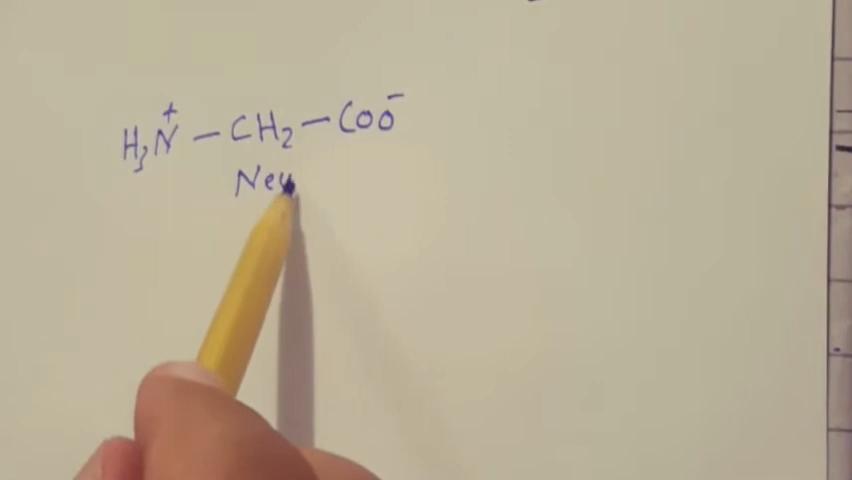 H₃N⁺ – CH₂ – COO⁻
Neu